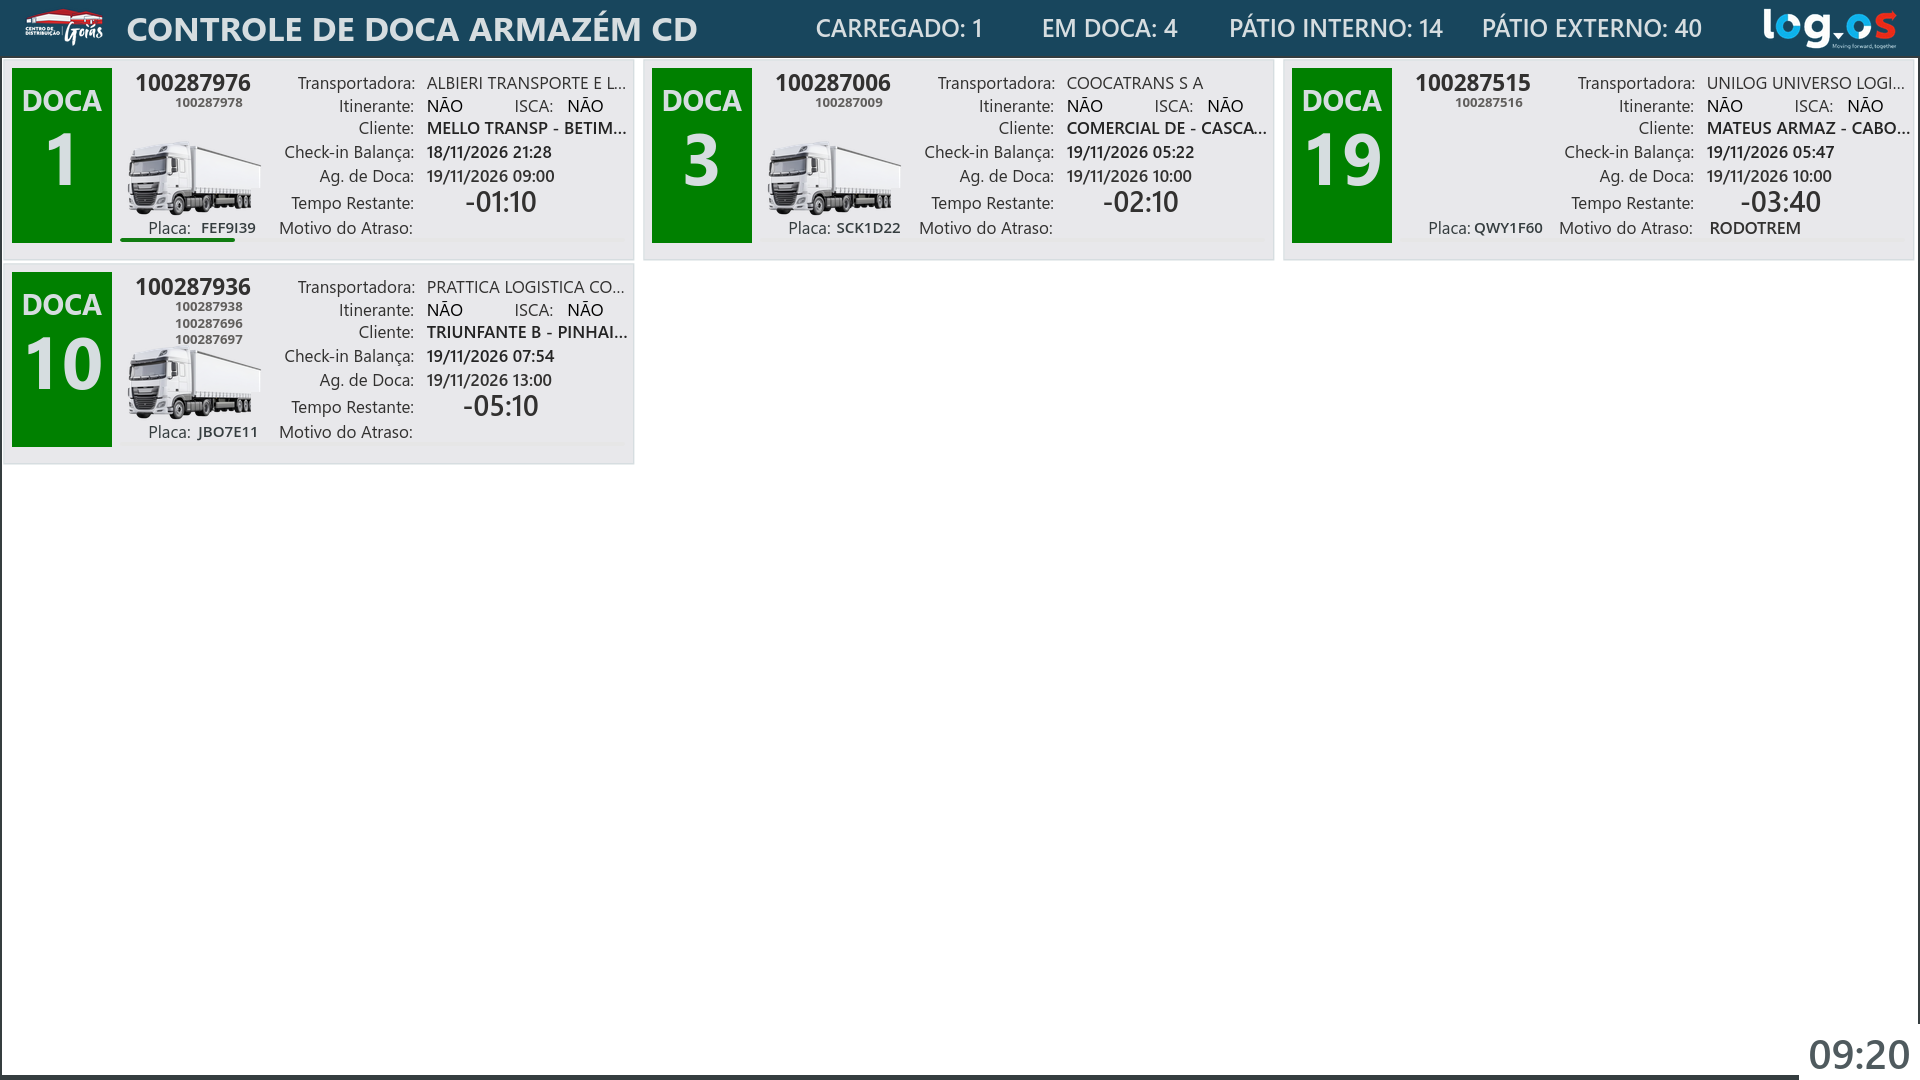 CENTRO DE DISTRIBUIÇÃO Goiás
CONTROLE DE DOCA ARMAZÉM CD
CARREGADO: 1
EM DOCA: 4
PÁTIO INTERNO: 14
PÁTIO EXTERNO: 40
log.os
Moving forward, together
DOCA
1
100287976
100287978
Placa: FEF9I39
Transportadora: ALBIERI TRANSPORTE E L...
Itinerante: NÃO ISCA: NÃO
Cliente: MELLO TRANSP - BETIM...
Check-in Balança: 18/11/2026 21:28
Ag. de Doca: 19/11/2026 09:00
Tempo Restante: -01:10
Motivo do Atraso:
DOCA
3
100287006
100287009
Placa: SCK1D22
Transportadora: COOCATRANS S A
Itinerante: NÃO ISCA: NÃO
Cliente: COMERCIAL DE - CASCA...
Check-in Balança: 19/11/2026 05:22
Ag. de Doca: 19/11/2026 10:00
Tempo Restante: -02:10
Motivo do Atraso:
DOCA
19
100287515
100287516
Placa: QWY1F60
Transportadora: UNILOG UNIVERSO LOGI...
Itinerante: NÃO ISCA: NÃO
Cliente: MATEUS ARMAZ - CABO...
Check-in Balança: 19/11/2026 05:47
Ag. de Doca: 19/11/2026 10:00
Tempo Restante: -03:40
Motivo do Atraso: RODOTREM
DOCA
10
100287936
100287938
100287696
100287697
Placa: JBO7E11
Transportadora: PRATTICA LOGISTICA CO...
Itinerante: NÃO ISCA: NÃO
Cliente: TRIUNFANTE B - PINHAI...
Check-in Balança: 19/11/2026 07:54
Ag. de Doca: 19/11/2026 13:00
Tempo Restante: -05:10
Motivo do Atraso:
09:20